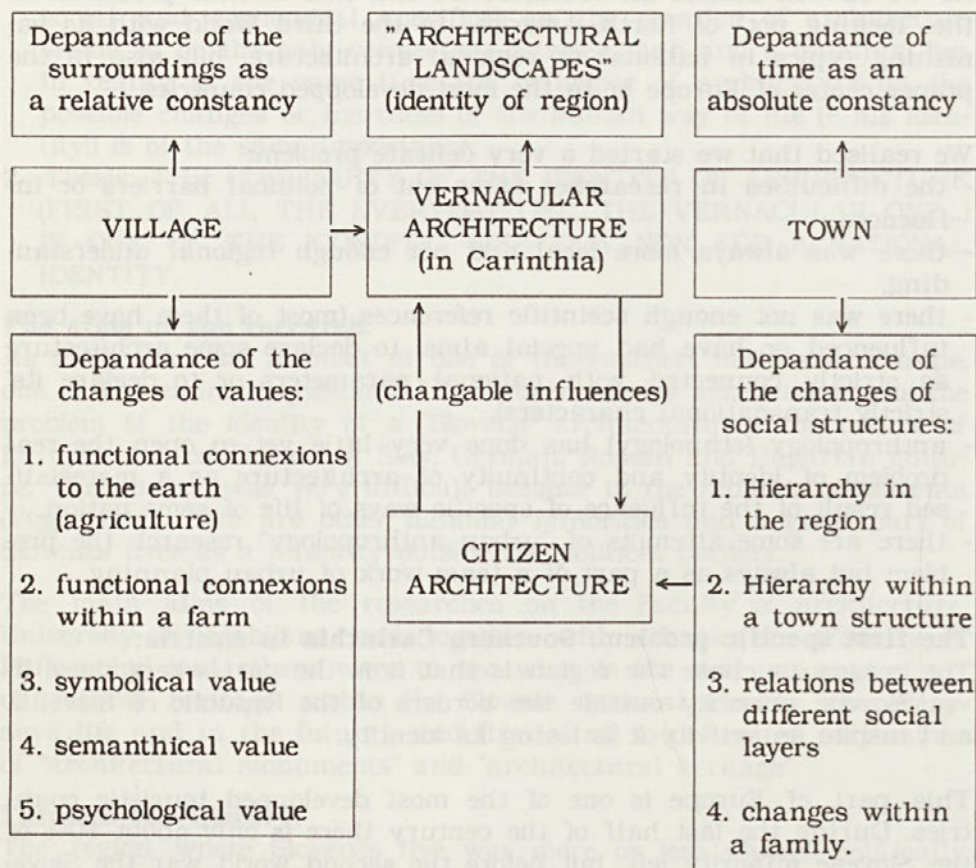 Depandance of the
surroundings as
a relative constancy
"ARCHITECTURAL
LANDSCAPES"
(identity of region)
Depandance of
time as an
absolute constancy
VILLAGE
VERNACULAR
ARCHITECTURE
(in Carinthia)
TOWN
Depandance of the
changes of values:
1. functional connexions
to the earth
(agriculture)
2. functional connexions
within a farm
3. symbolical value
4. semanthical value
5. psychological value
(changable influences)
CITIZEN
ARCHITECTURE
Depandance of
the changes of
social structures:
1. Hierarchy in
the region
2. Hierarchy within
a town structure
3. relations between
different social
layers
4. changes within
a family.